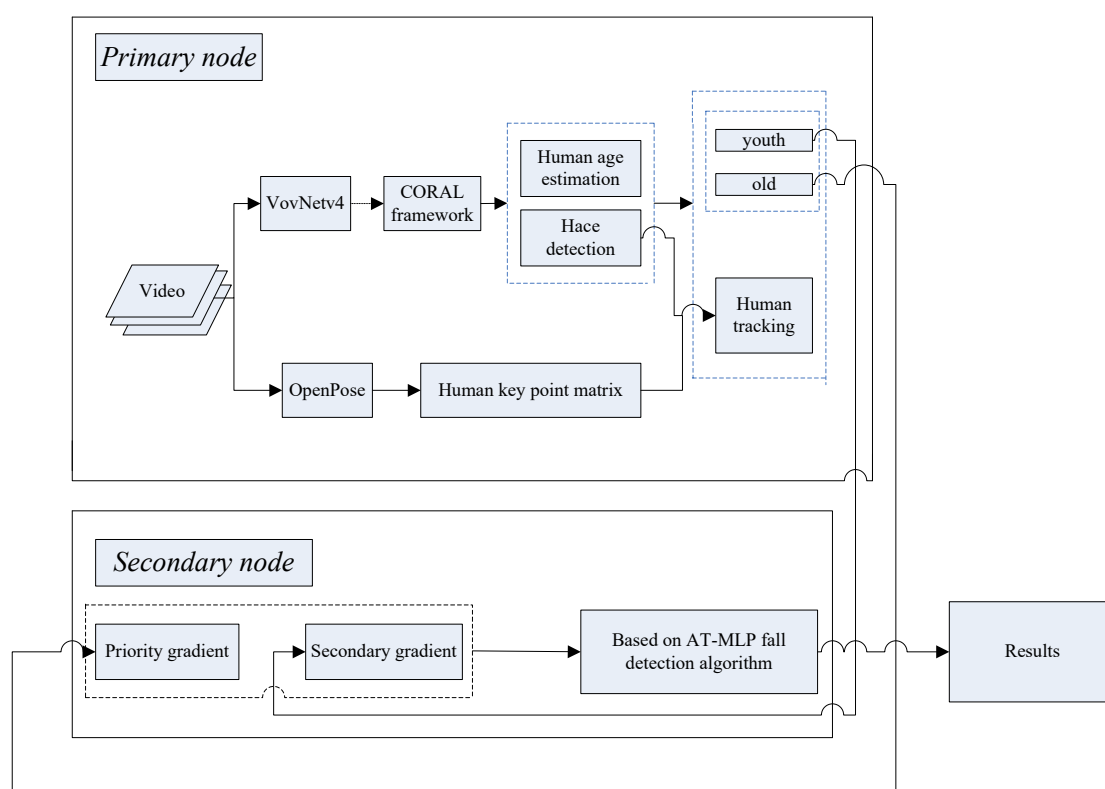 Primary node
youth
Human age
estimation
old
VovNetv4
CORAL
framework
Hace
detection
Video
Human
tracking
OpenPose
Human key point matrix
Secondary node
Priority gradient
Secondary gradient
Based on AT-MLP fall
detection algorithm
Results